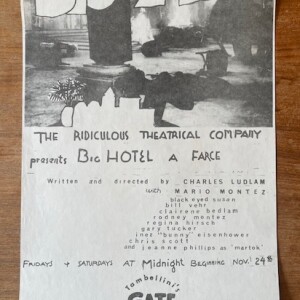 THE RIDICULOUS THEATRICAL COMPANY
presents BIG HOTEL A FARCE
Written and directed by CHARLES LUDLAM
with MARIO MONTEZ
black eyed susan
bill vehr
clairene bedlam
rodney montez
regina hirsch
gary tucker
inez "bunny" eisenhower
chris scott
and jeanne phillips as "martok"
FRIDAYS & SATURDAYS AT Midnight BEGINNING NOV. 24th
tambellini's
GATE